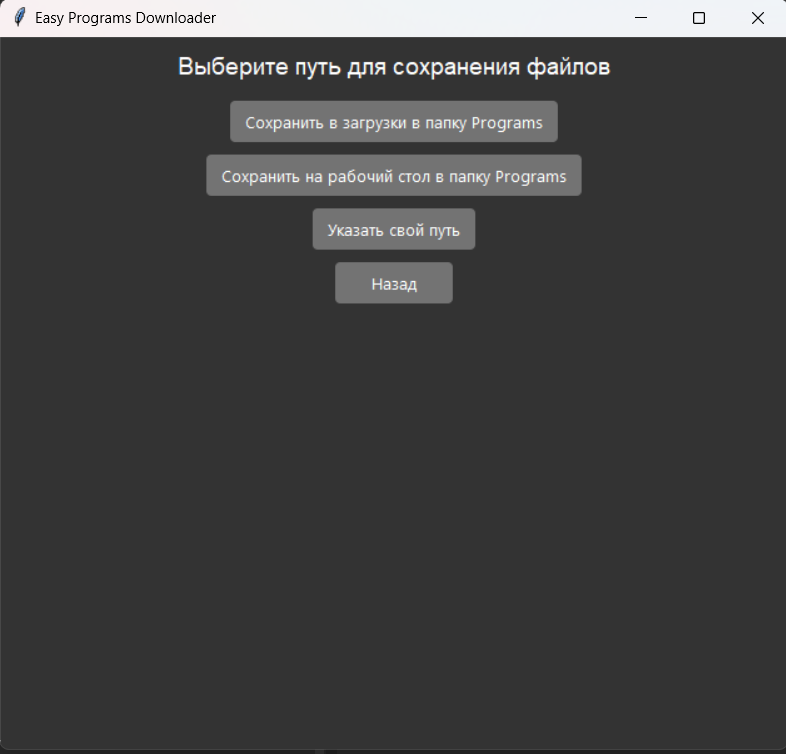 Easy Programs Downloader
Выберите путь для сохранения файлов
Сохранить в загрузки в папку Programs
Сохранить на рабочий стол в папку Programs
Указать свой путь
Назад